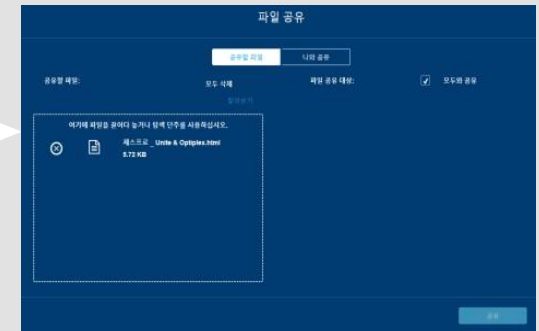 파일 공유
공유할 파일
나와 공유
공유할 파일:
모두 삭제
파일 공유 대상:
모두와 공유
찾아보기
여기에 파일을 끌어다 놓거나 탐색 단추를 사용하십시오.
제스프로 _ Unite & Optiplex.html
5.72 KB
공유